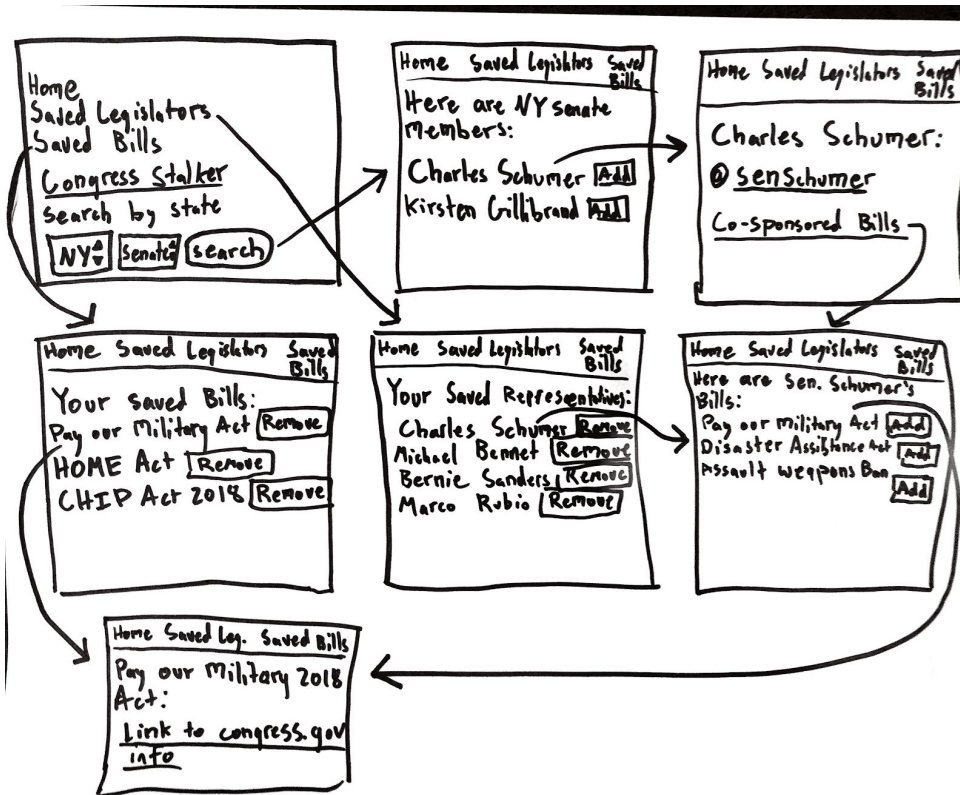 Home
Saved Legislators
Saved Bills
Congress Stalker
search by state
NY Senate search
Home Saved Legislators Saved
Bills
Here are NY senate
members:
Charles Schumer Add
Kirsten Gillibrand Add
Home Saved Legislators Saved
Bills
Charles Schumer:
@ senSchumer
Co-sponsored Bills
Home Saved Legislators Saved
Bills
Your saved Bills:
Pay our Military Act Remove
HOME Act Remove
CHIP Act 2018 Remove
Home Saved Legislators Saved
Bills
Your Saved Representatives:
Charles Schumer Remove
Michael Bennet Remove
Bernie Sanders Remove
Marco Rubio Remove
Home Saved Legislators Saved
Bills
Here are Sen. Schumer's
Bills:
Pay our military Act Add
Disaster Assistance Act Add
Assault weapons Ban
Add
Home Saved Leg. Saved Bills
Pay our Military 2018
Act:
Link to congress.gov
info